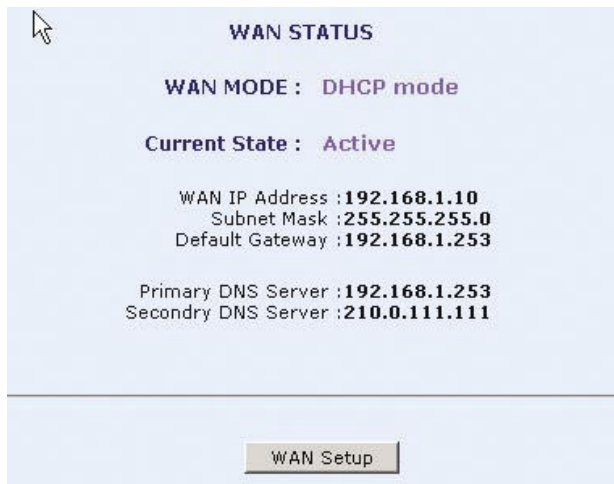 WAN STATUS
WAN MODE : DHCP mode
Current State : Active
WAN IP Address :192.168.1.10
Subnet Mask :255.255.255.0
Default Gateway :192.168.1.253
Primary DNS Server :192.168.1.253
Secondry DNS Server :210.0.111.111
WAN Setup